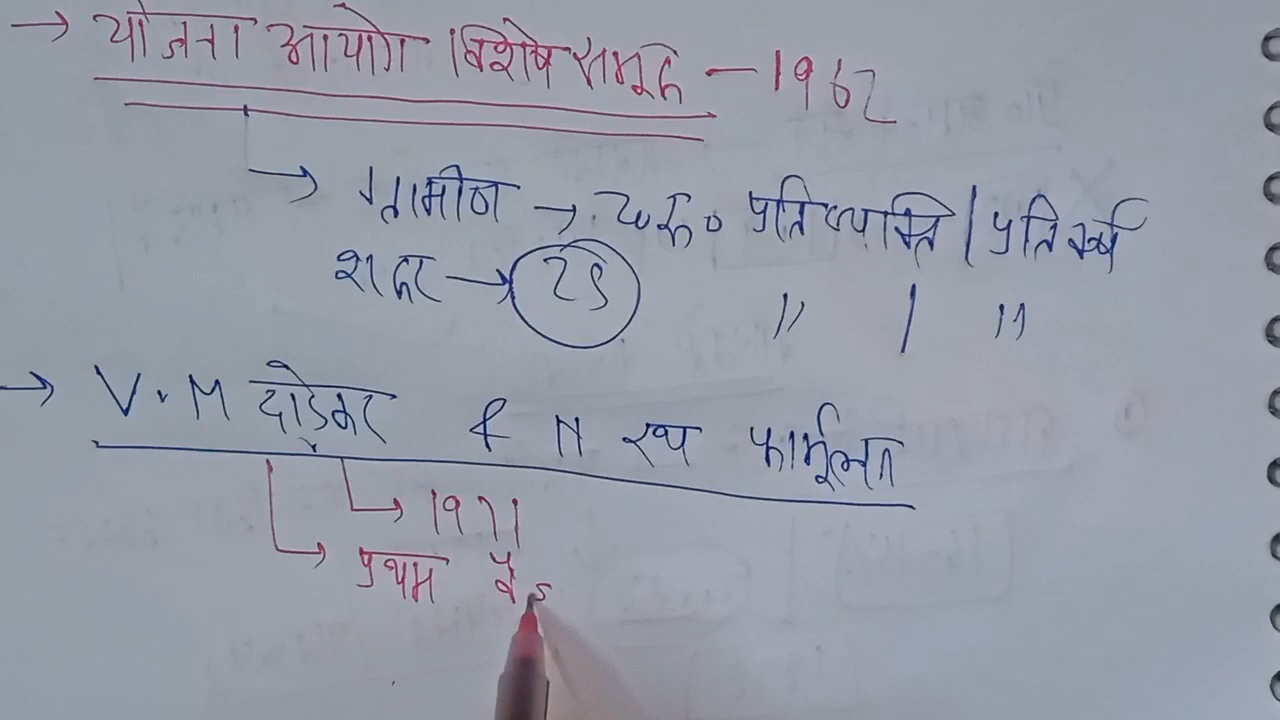 → योजना आयोग विशेष समूह – 1962
→ ग्रामीण → 20 रु० प्रतिव्यक्ति / प्रतिवर्ष
शहर → 25 " / "
→ V.M दांडेकर & N रथ फार्मूला
→ 1971
→ प्रथम